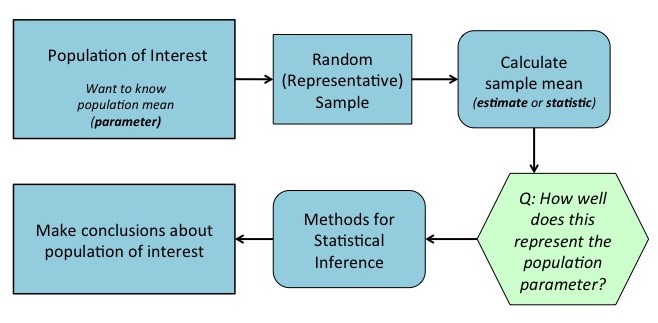 Population of Interest
Want to know
population mean
(parameter)
Random
(Representative)
Sample
Calculate
sample mean
(estimate or statistic)
Q: How well
does this
represent the
population
parameter?
Methods for
Statistical
Inference
Make conclusions about
population of interest